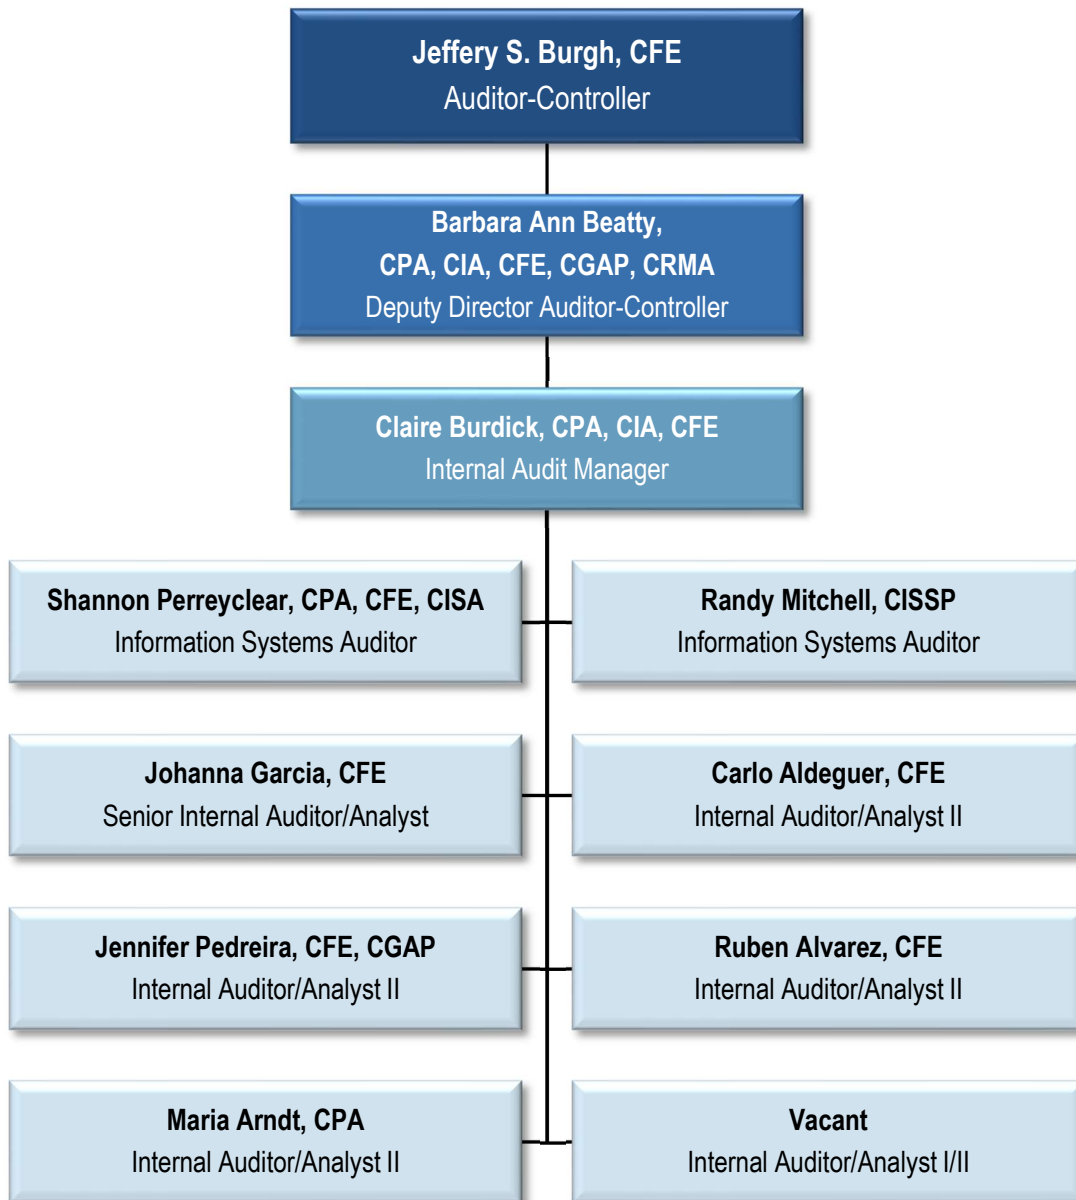 Jeffery S. Burgh, CFE
Auditor-Controller
Barbara Ann Beatty,
CPA, CIA, CFE, CGAP, CRMA
Deputy Director Auditor-Controller
Claire Burdick, CPA, CIA, CFE
Internal Audit Manager
Shannon Perreyclear, CPA, CFE, CISA
Information Systems Auditor
Randy Mitchell, CISSP
Information Systems Auditor
Johanna Garcia, CFE
Senior Internal Auditor/Analyst
Carlo Aldeguer, CFE
Internal Auditor/Analyst II
Jennifer Pedreira, CFE, CGAP
Internal Auditor/Analyst II
Ruben Alvarez, CFE
Internal Auditor/Analyst II
Maria Arndt, CPA
Internal Auditor/Analyst II
Vacant
Internal Auditor/Analyst I/II